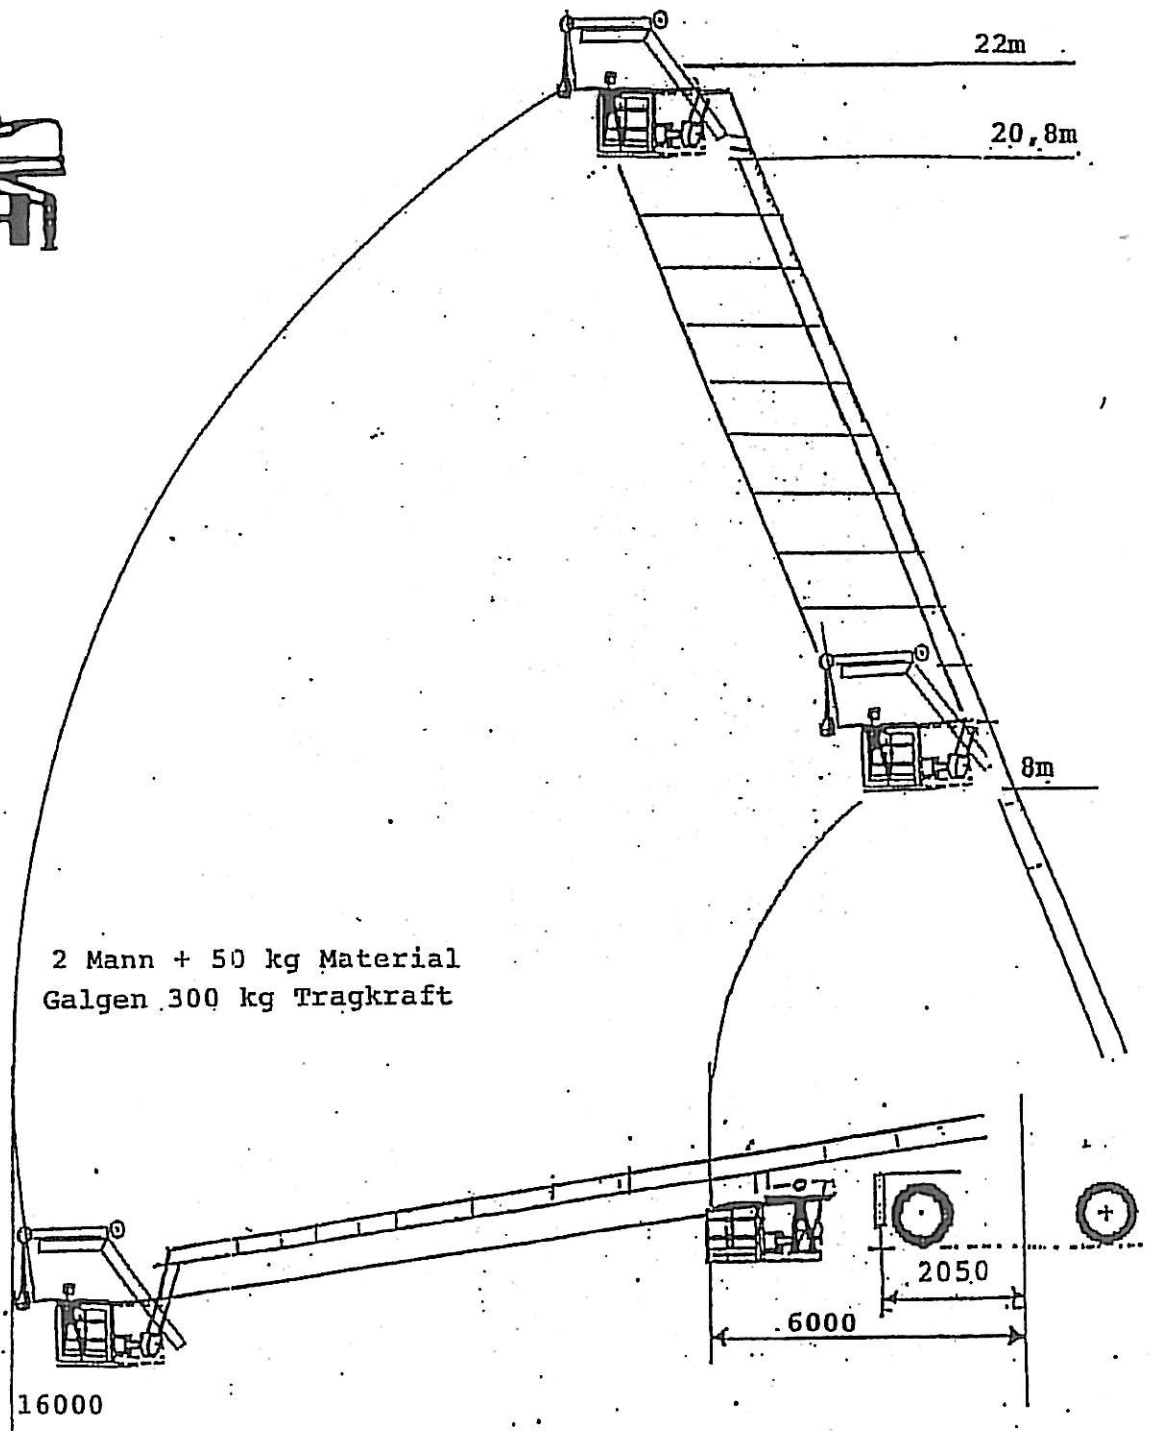 22m
20,8m
8m
2 Mann + 50 kg Material
Galgen 300 kg Tragkraft
2050
6000
16000